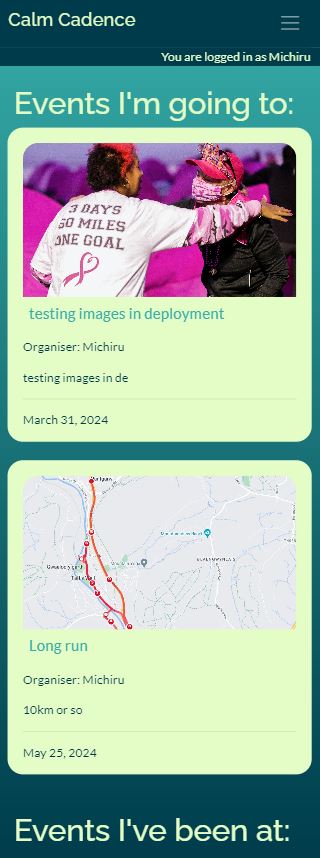 Calm Cadence
You are logged in as Michiru
Events I'm going to:
3 DAYS
60 MILES
ONE GOAL
testing images in deployment
Organiser: Michiru
testing images in de
March 31, 2024
Long run
Organiser: Michiru
10km or so
May 25, 2024
Events I've been at: